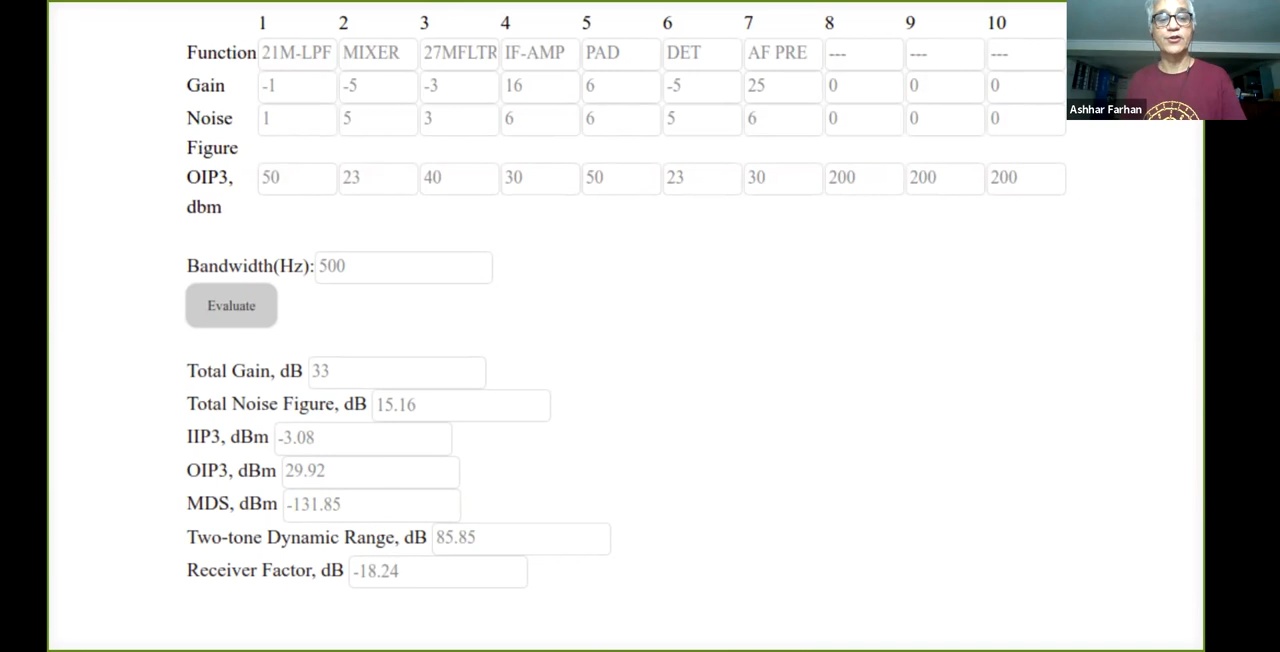 1 2 3 4 5 6 7 8 9 10
Function 21M-LPF MIXER 27MFLTR IF-AMP PAD DET AF PRE --- --- ---
Gain -1 -5 -3 16 6 -5 25 0 0 0
Noise 1 5 3 6 6 5 6 0 0 0
Figure
OIP3, 50 23 40 30 50 23 30 200 200 200
dbm
Bandwidth(Hz): 500
Evaluate
Total Gain, dB 33
Total Noise Figure, dB 15.16
IIP3, dBm -3.08
OIP3, dBm 29.92
MDS, dBm -131.85
Two-tone Dynamic Range, dB 85.85
Receiver Factor, dB -18.24
Ashhar Farhan